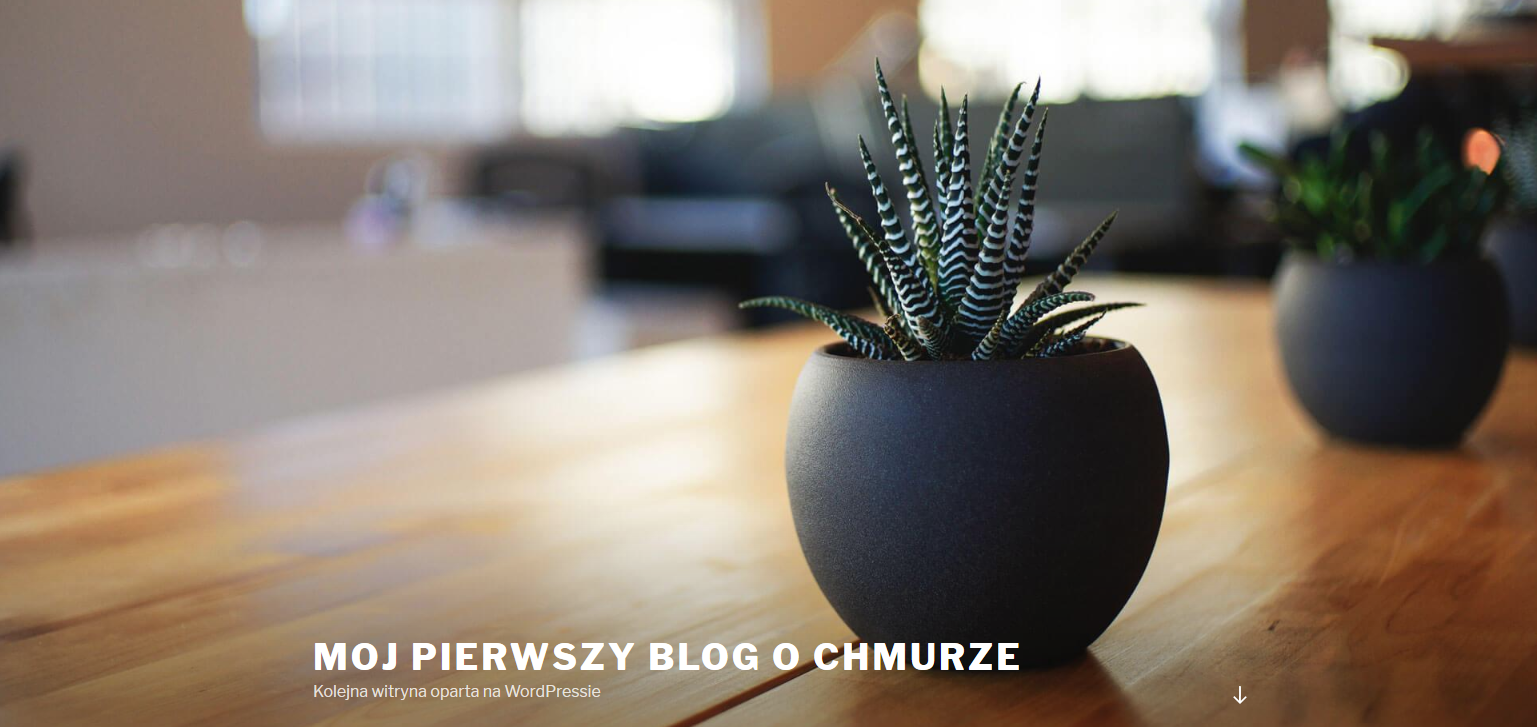 MOJ PIERWSZY BLOG O CHMURZE
Kolejna witryna oparta na WordPressie